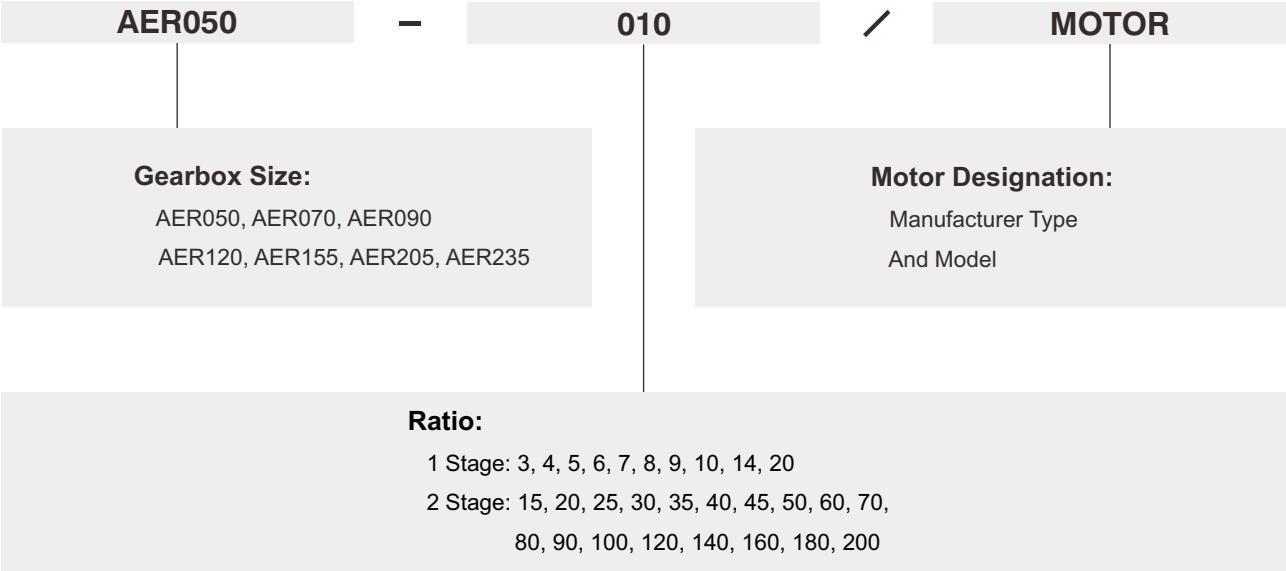 AER050 – 010 / MOTOR
Gearbox Size:
AER050, AER070, AER090
AER120, AER155, AER205, AER235
Motor Designation:
Manufacturer Type
And Model
Ratio:
1 Stage: 3, 4, 5, 6, 7, 8, 9, 10, 14, 20
2 Stage: 15, 20, 25, 30, 35, 40, 45, 50, 60, 70,
80, 90, 100, 120, 140, 160, 180, 200